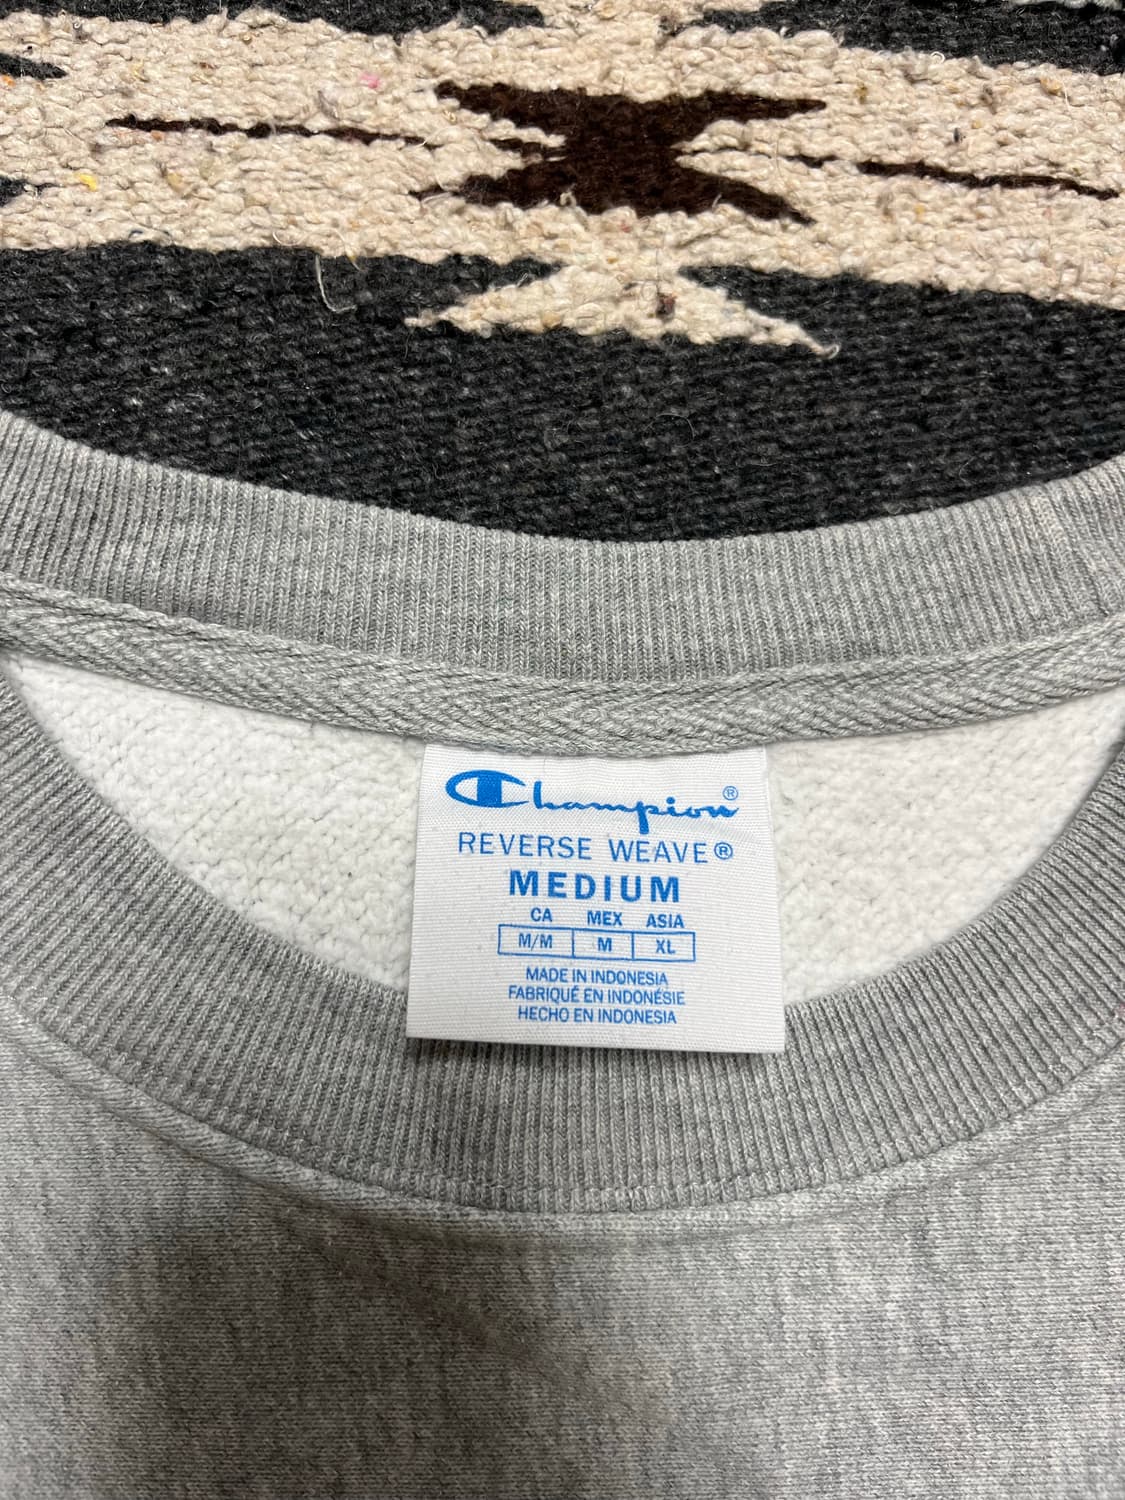 Champion®
REVERSE WEAVE®
MEDIUM
CA MEX ASIA
M/M M XL
MADE IN INDONESIA
FABRIQUÉ EN INDONÉSIE
HECHO EN INDONESIA